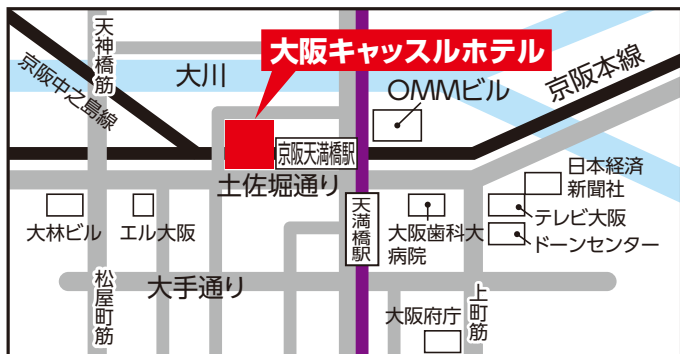 天神橋筋
大川
大阪キャッスルホテル
OMMビル
京阪本線
京阪中之島線
京阪天満橋駅
土佐堀通り
日本経済
新聞社
テレビ大阪
ドーンセンター
大林ビル
エル大阪
天満橋駅
大阪歯科大
病院
松屋町筋
大手通り
上町筋
大阪府庁